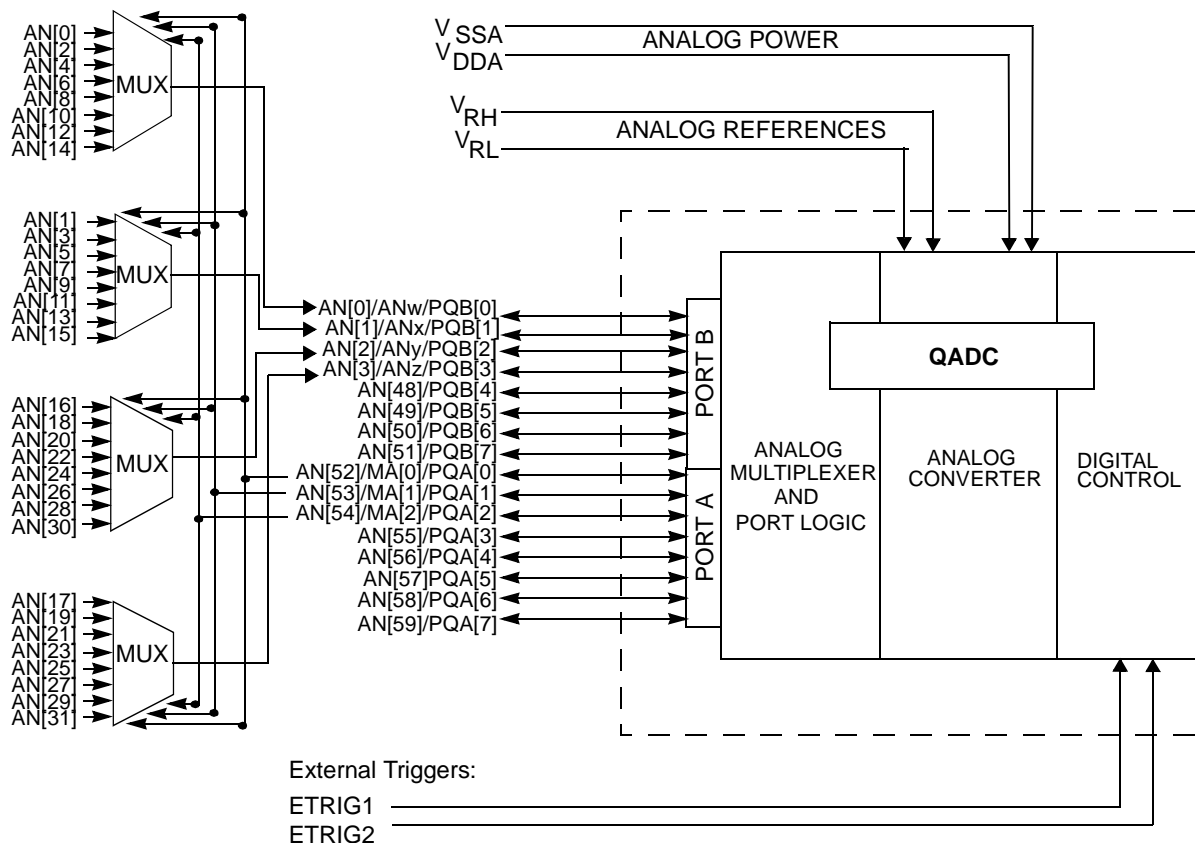 AN[0]
AN[2]
AN[4]
AN[6]
AN[8]
AN[10]
AN[12]
AN[14]
MUX
AN[1]
AN[3]
AN[5]
AN[7]
AN[9]
AN[11]
AN[13]
AN[15]
MUX
AN[16]
AN[18]
AN[20]
AN[22]
AN[24]
AN[26]
AN[28]
AN[30]
MUX
AN[17]
AN[19]
AN[21]
AN[23]
AN[25]
AN[27]
AN[29]
AN[31]
MUX
VSSA
VDDA
ANALOG POWER
VRH
VRL
ANALOG REFERENCES
AN[0]/ANw/PQB[0]
AN[1]/ANx/PQB[1]
AN[2]/ANy/PQB[2]
AN[3]/ANz/PQB[3]
AN[48]/PQB[4]
AN[49]/PQB[5]
AN[50]/PQB[6]
AN[51]/PQB[7]
AN[52]/MA[0]/PQA[0]
AN[53]/MA[1]/PQA[1]
AN[54]/MA[2]/PQA[2]
AN[55]/PQA[3]
AN[56]/PQA[4]
AN[57]PQA[5]
AN[58]/PQA[6]
AN[59]/PQA[7]
PORT B
PORT A
QADC
ANALOG
MULTIPLEXER
AND
PORT LOGIC
ANALOG
CONVERTER
DIGITAL
CONTROL
External Triggers:
ETRIG1
ETRIG2